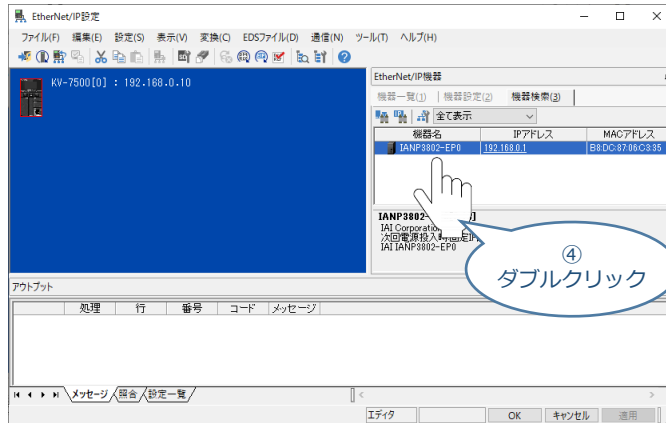 EtherNet/IP設定
ファイル(F) 編集(E) 設定(S) 表示(V) 変換(C) EDSファイル(D) 通信(N) ツール(T) ヘルプ(H)
KV-7500[0] : 192.168.0.10
EtherNet/IP機器
機器一覧(1) 機器設定(2) 機器検索(3)
全て表示
機器名 IPアドレス MACアドレス
IANP3802-EP0 192.168.0.1 B8:DC:87:06:C3:35
IANP3802-
IAI Corporation
次回電源投入時固定IP
IAI IANP3802-EP0
④
ダブルクリック
アウトプット
処理 行 番号 コード メッセージ
メッセージ 照合 設定一覧
エディタ OK キャンセル 適用